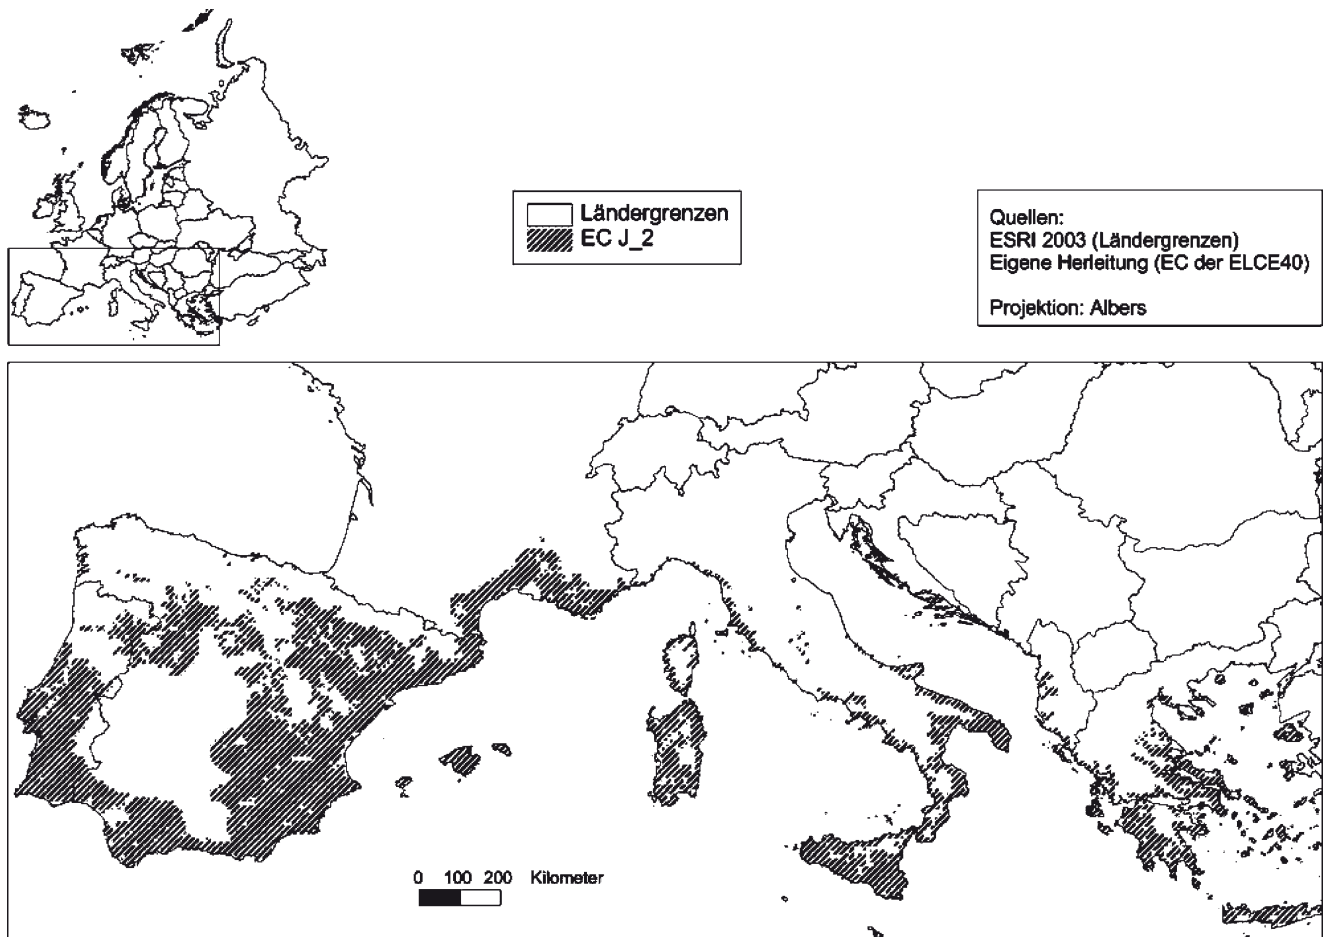 Ländergrenzen
EC J_2
Quellen:
ESRI 2003 (Ländergrenzen)
Eigene Herleitung (EC der ELCE40)
Projektion: Albers
0 100 200 Kilometer